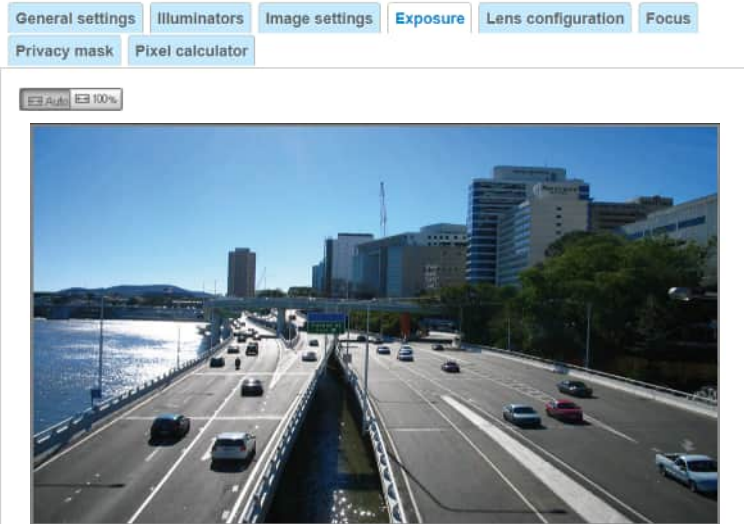 General settings Illuminators Image settings Exposure Lens configuration Focus
Privacy mask Pixel calculator
Auto 100%